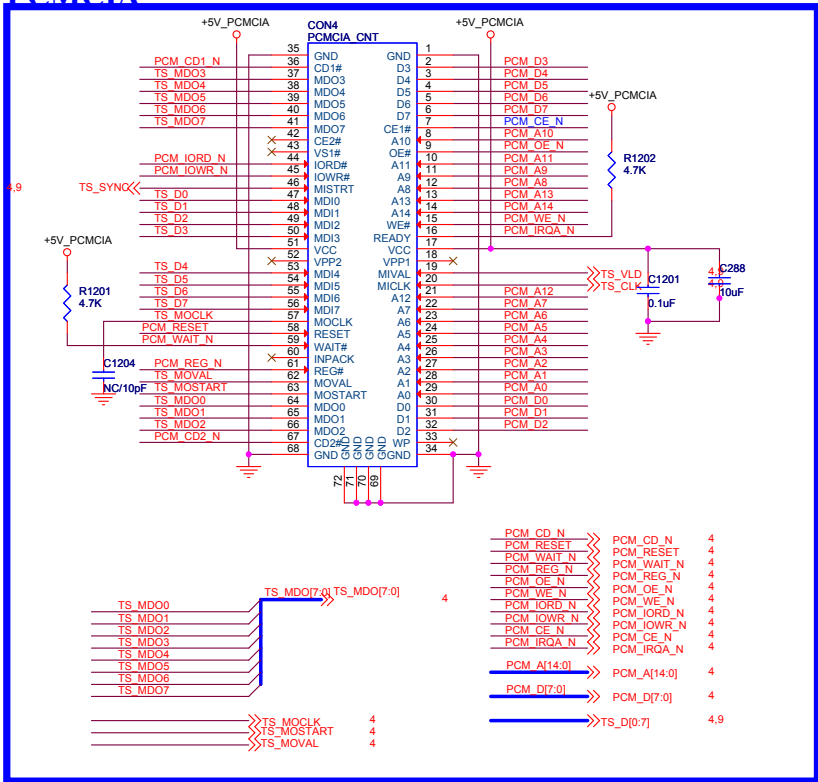 PCMCIA
+5V_PCMCIA
CON4
PCMCIA_CNT
+5V_PCMCIA
35 GND GND 1
PCM_CD1_N 36 CD1# D3 2 PCM_D3
TS_MDO3 37 MDO3 D4 3 PCM_D4
TS_MDO4 38 MDO4 D5 4 PCM_D5
TS_MDO5 39 MDO5 D6 5 PCM_D6
TS_MDO6 40 MDO6 D7 6 PCM_D7
TS_MDO7 41 MDO7 CE1# 7 PCM_CE_N
42 CE2# A10 8 PCM_A10
43 VS1# OE# 9 PCM_OE_N
PCM_IORD_N 44 IORD# A11 10 PCM_A11
PCM_IOWR_N 45 IOWR# A9 11 PCM_A9
4,9 TS_SYNC 46 MISTRT A8 12 PCM_A8
TS_D0 47 MDI0 A13 13 PCM_A13
TS_D1 48 MDI1 A14 14 PCM_A14
TS_D2 49 MDI2 WE# 15 PCM_WE_N
TS_D3 50 MDI3 READY 16 PCM_IRQA_N
51 VCC VCC 17
52 VPP2 VPP1 18
TS_D4 53 MDI4 MIVAL 19 TS_VLD 4,9
TS_D5 54 MDI5 MICLK 20 TS_CLK 4,9
TS_D6 55 MDI6 A12 21 PCM_A12
TS_D7 56 MDI7 A7 22 PCM_A7
TS_MOCLK 57 MOCLK A6 23 PCM_A6
PCM_RESET 58 RESET A5 24 PCM_A5
PCM_WAIT_N 59 WAIT# A4 25 PCM_A4
60 INPACK A3 26 PCM_A3
PCM_REG_N 61 REG# A2 27 PCM_A2
TS_MOVAL 62 MOVAL A1 28 PCM_A1
TS_MOSTART 63 MOSTART A0 29 PCM_A0
TS_MDO0 64 MDO0 D0 30 PCM_D0
TS_MDO1 65 MDO1 D1 31 PCM_D1
TS_MDO2 66 MDO2 D2 32 PCM_D2
PCM_CD2_N 67 CD2# WP 33
68 GND GND 34
GND GND GND GND
72 71 70 69
+5V_PCMCIA
R1202
4.7K
+5V_PCMCIA
R1201
4.7K
C1201
0.1uF
C288
10uF
C1204
NC/10pF
PCM_CD_N PCM_CD_N 4
PCM_RESET PCM_RESET 4
PCM_WAIT_N PCM_WAIT_N 4
PCM_REG_N PCM_REG_N 4
PCM_OE_N PCM_OE_N 4
PCM_WE_N PCM_WE_N 4
PCM_IORD_N PCM_IORD_N 4
PCM_IOWR_N PCM_IOWR_N 4
PCM_CE_N PCM_CE_N 4
PCM_IRQA_N PCM_IRQA_N 4
PCM_A[14:0] PCM_A[14:0] 4
PCM_D[7:0] PCM_D[7:0] 4
TS_D[0:7] 4,9
TS_MDO[7:0] TS_MDO[7:0] 4
TS_MDO0
TS_MDO1
TS_MDO2
TS_MDO3
TS_MDO4
TS_MDO5
TS_MDO6
TS_MDO7
TS_MOCLK 4
TS_MOSTART 4
TS_MOVAL 4